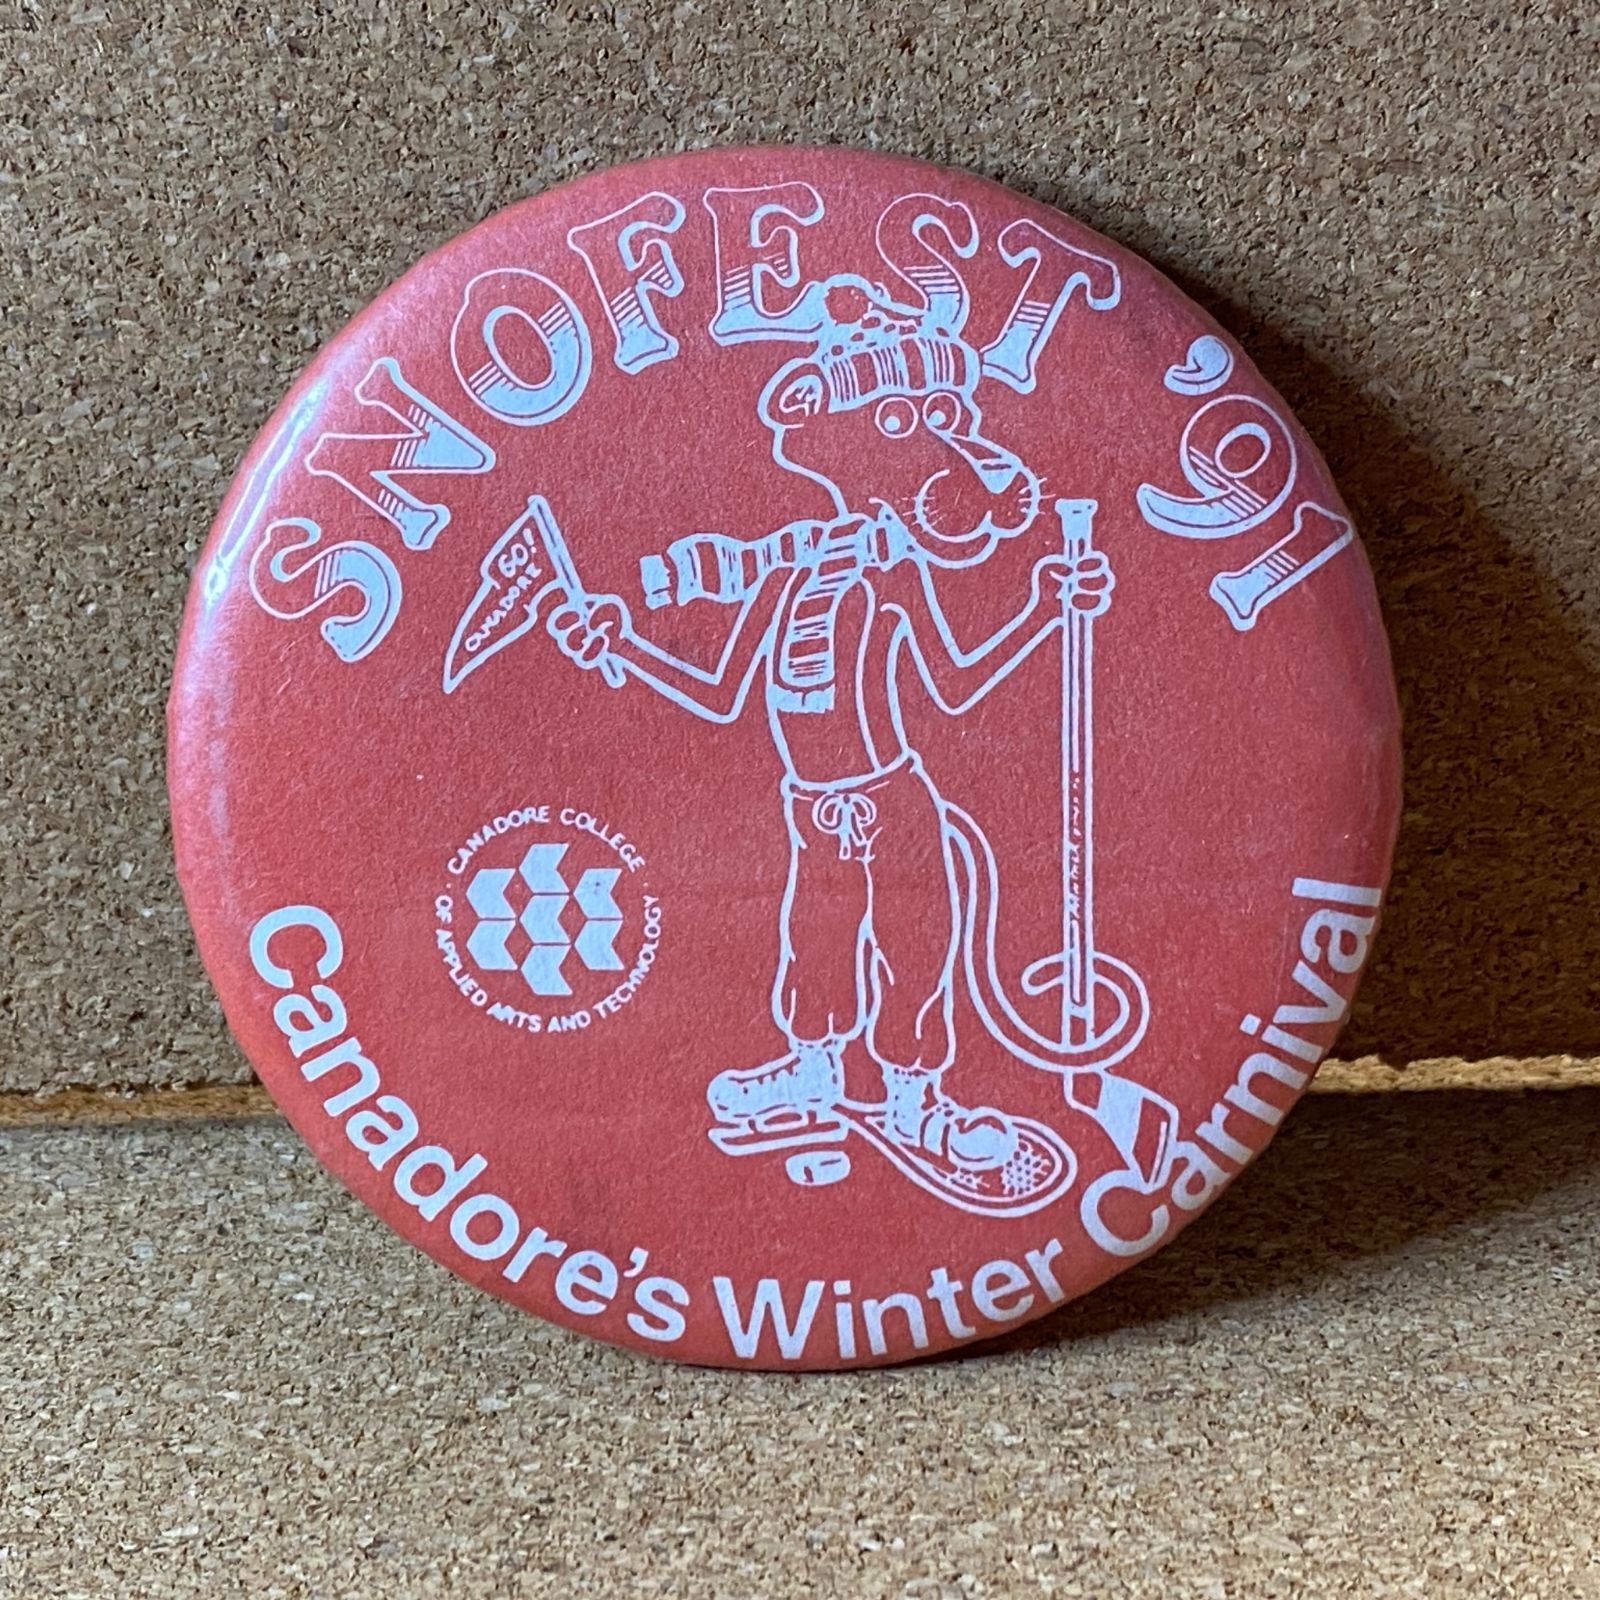 SNOFEST '91
GO!
CANADORE
· CANADORE COLLEGE ·
OF APPLIED ARTS AND TECHNOLOGY
Canadore's Winter Carnival